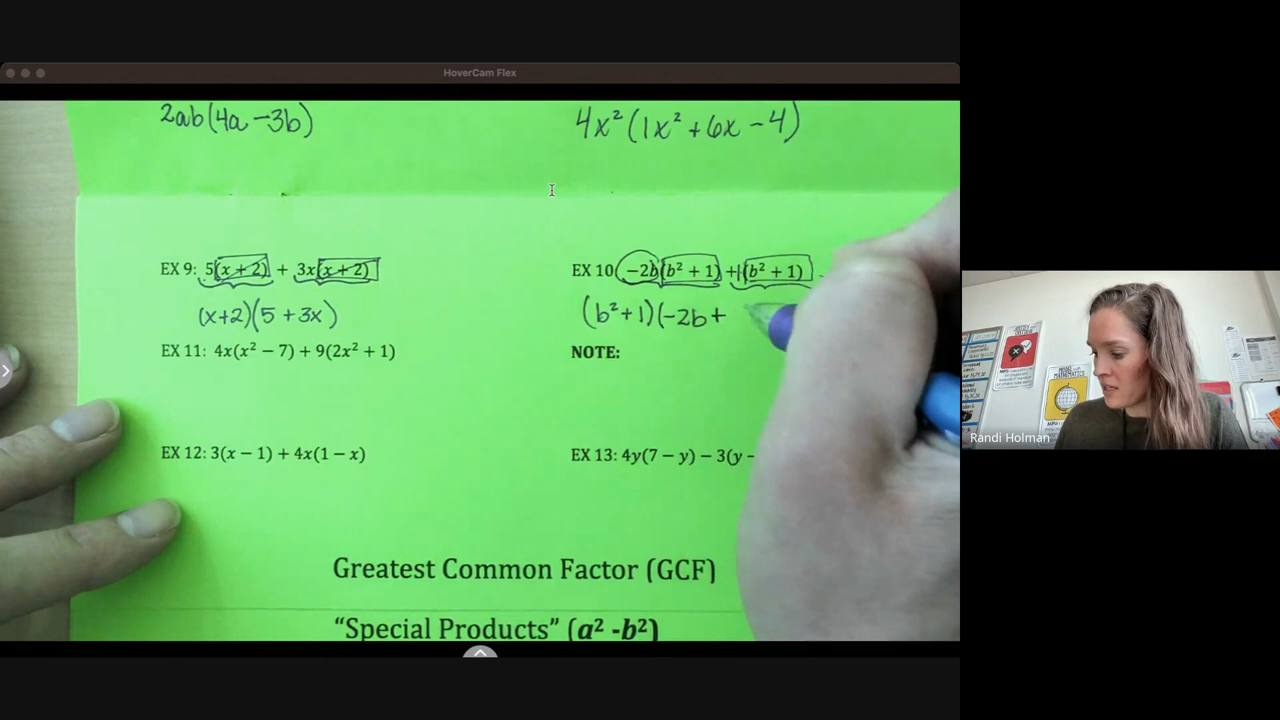 HoverCam Flex
2ab(4a -3b)
4x²(1x² + 6x - 4)
EX 9: 5(x + 2) + 3x(x + 2)
EX 10 -2b(b² + 1) + 1(b² + 1)
(x+2)(5 + 3x)
(b²+1)(-2b+
EX 11: 4x(x² − 7) + 9(2x² + 1)
NOTE:
EX 12: 3(x − 1) + 4x(1 − x)
EX 13: 4y(7 − y) − 3(y −
Greatest Common Factor (GCF)
“Special Products” (a² -b²)
MODEL
MATHEMATICS
Randi Holman